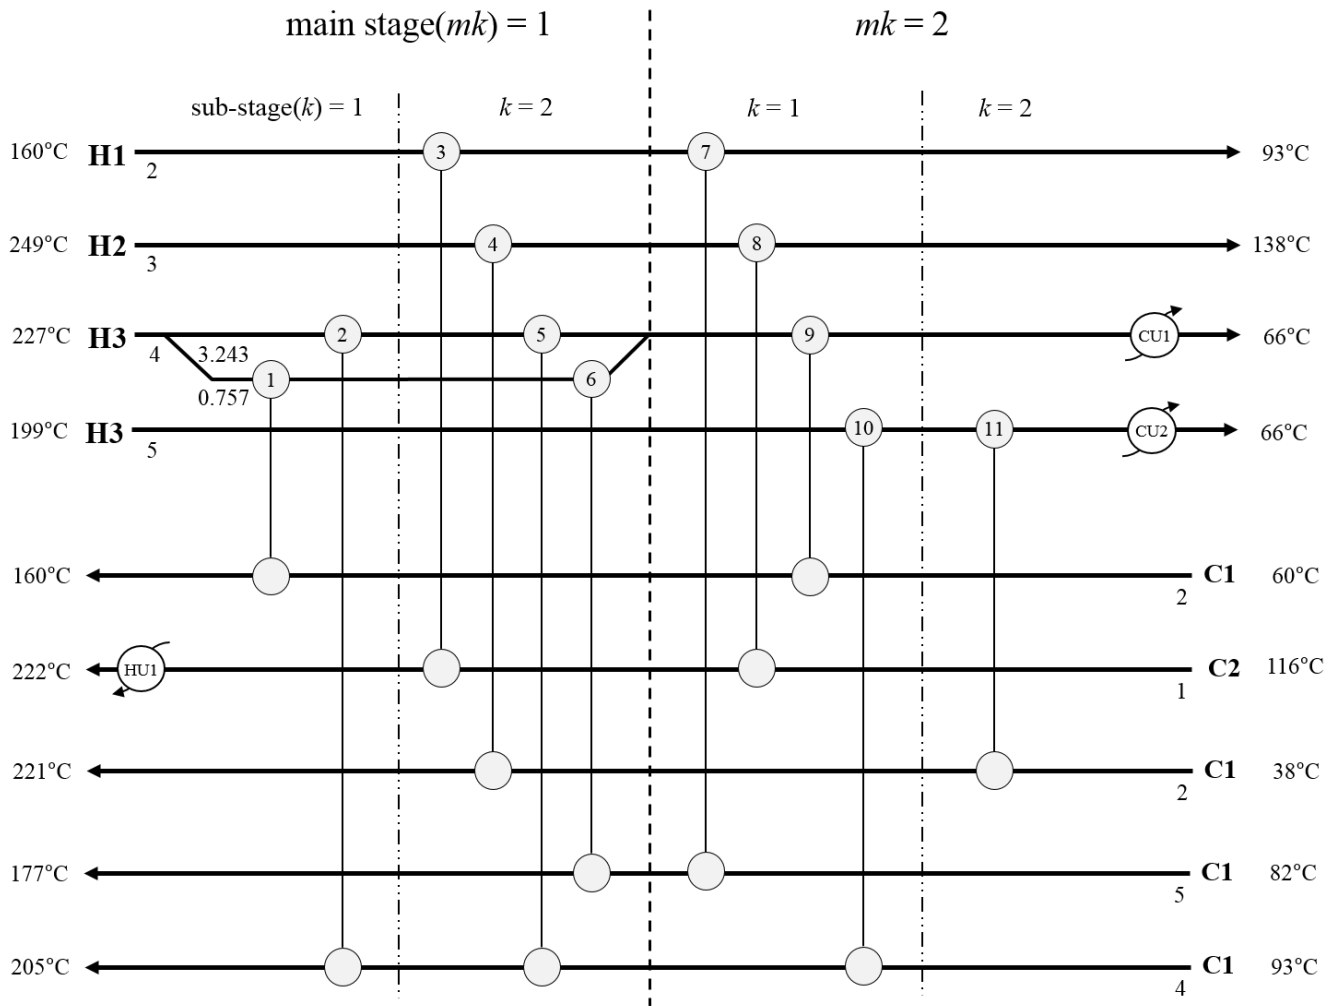 main stage(mk) = 1 mk = 2
sub-stage(k) = 1 k = 2 k = 1 k = 2
160°C H1 3 7 93°C
2
249°C H2 4 8 138°C
3
227°C H3 2 5 9 CU1 66°C
4 3.243
1 6
0.757
199°C H3 10 11 CU2 66°C
5
160°C C1 60°C
2
222°C HU1 C2 116°C
1
221°C C1 38°C
2
177°C C1 82°C
5
205°C C1 93°C
4